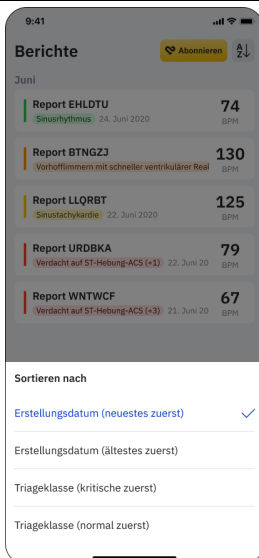 9:41
Berichte
Abonnieren
A
Z
Juni
Report EHLDTU
74
Sinusrhythmus 24. Juni 2020
BPM
Report BTNGZJ
130
Vorhofflimmern mit schneller ventrikulärer Real
BPM
Report LLQRBT
125
Sinustachykardie 22. Juni 2020
BPM
Report URDBKA
79
Verdacht auf ST-Hebung-ACS (+1) 22. Juni 20
BPM
Report WNTWCF
67
Verdacht auf ST-Hebung-ACS (+3) 21. Juni 20
BPM
Sortieren nach
Erstellungsdatum (neuestes zuerst)
Erstellungsdatum (ältestes zuerst)
Triageklasse (kritische zuerst)
Triageklasse (normal zuerst)